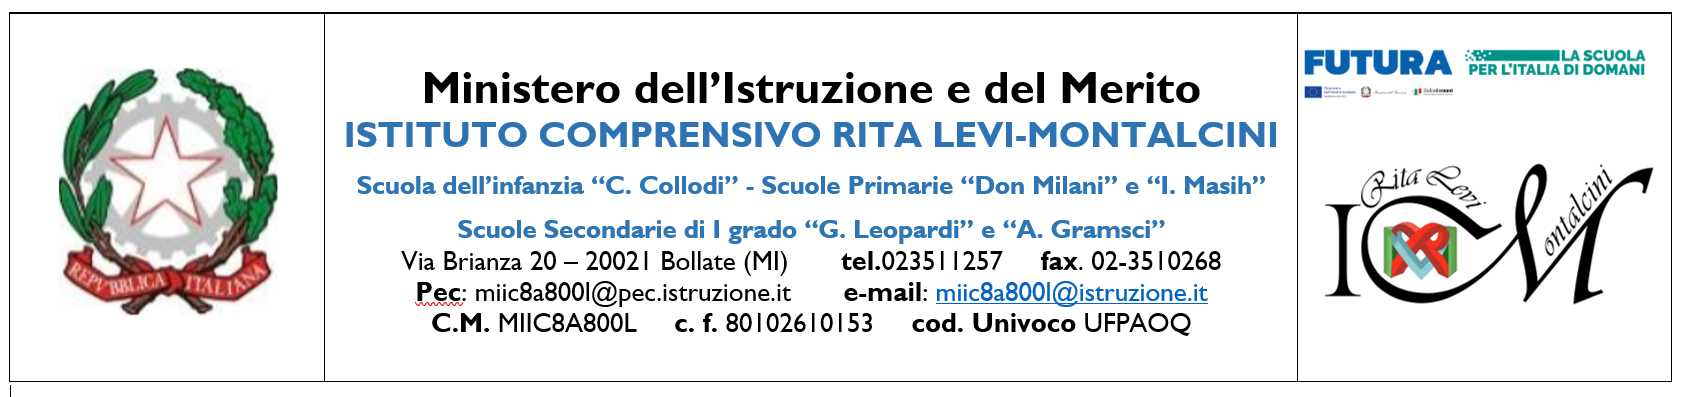 REPVBBLICA ITALIANA
Ministero dell’Istruzione e del Merito
ISTITUTO COMPRENSIVO RITA LEVI-MONTALCINI
Scuola dell’infanzia “C. Collodi” - Scuole Primarie “Don Milani” e “I. Masih”
Scuole Secondarie di I grado “G. Leopardi” e “A. Gramsci”
Via Brianza 20 – 20021 Bollate (MI) tel.023511257 fax. 02-3510268
Pec: miic8a800l@pec.istruzione.it e-mail: miic8a800l@istruzione.it
C.M. MIIC8A800L c. f. 80102610153 cod. Univoco UFPAOQ
FUTURA
LA SCUOLA
PER L'ITALIA DI DOMANI
Rita Levi
Montalcini
IC